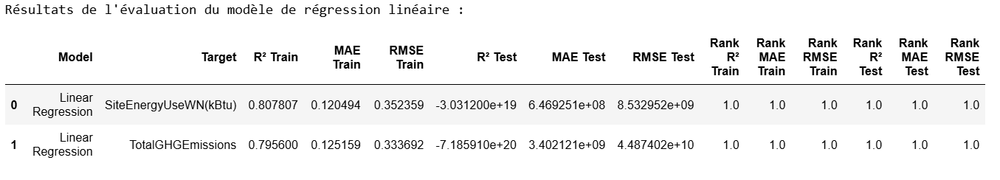 Résultats de l'évaluation du modèle de régression linéaire :
Model Target R² Train MAE Train RMSE Train R² Test MAE Test RMSE Test Rank R² Train Rank MAE Train Rank RMSE Train Rank R² Test Rank MAE Test Rank RMSE Test
0 Linear Regression SiteEnergyUseWN(kBtu) 0.807807 0.120494 0.352359 -3.031200e+19 6.469251e+08 8.532952e+09 1.0 1.0 1.0 1.0 1.0 1.0
1 Linear Regression TotalGHGEmissions 0.795600 0.125159 0.333692 -7.185910e+20 3.402121e+09 4.487402e+10 1.0 1.0 1.0 1.0 1.0 1.0